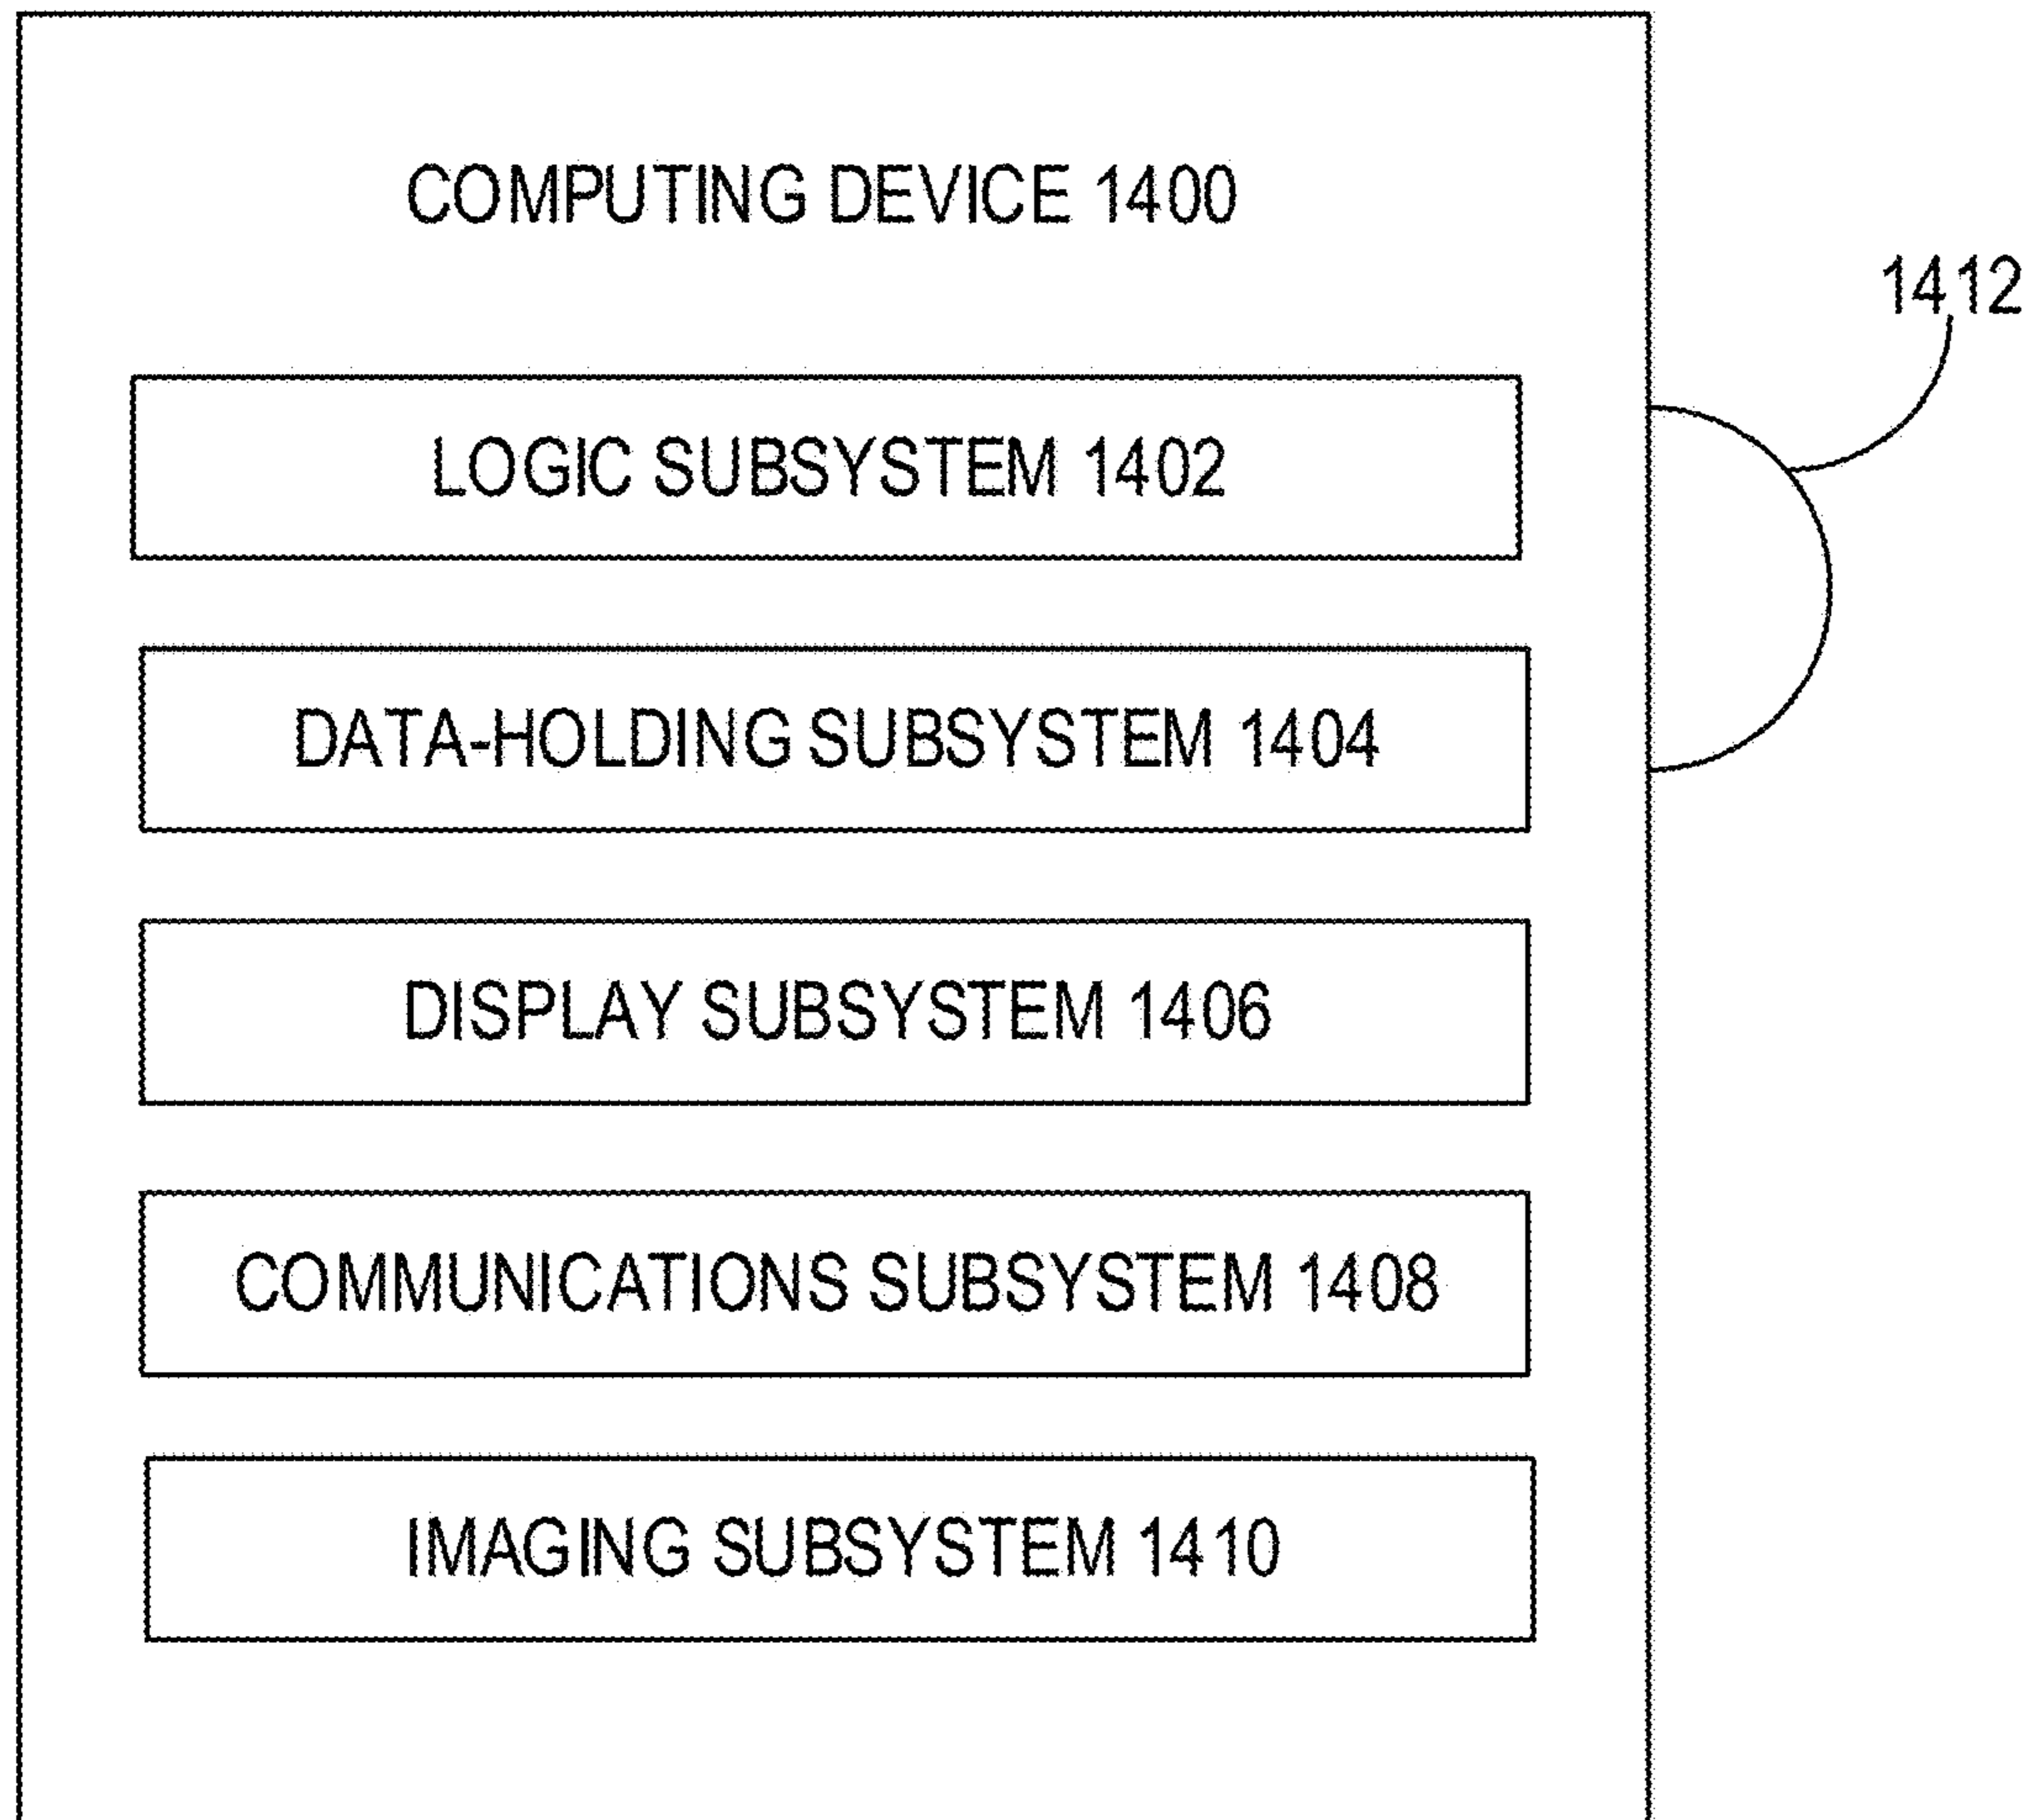 COMPUTING DEVICE 1400
1412
LOGIC SUBSYSTEM 1402
DATA-HOLDING SUBSYSTEM 1404
DISPLAY SUBSYSTEM 1406
COMMUNICATIONS SUBSYSTEM 1408
IMAGING SUBSYSTEM 1410